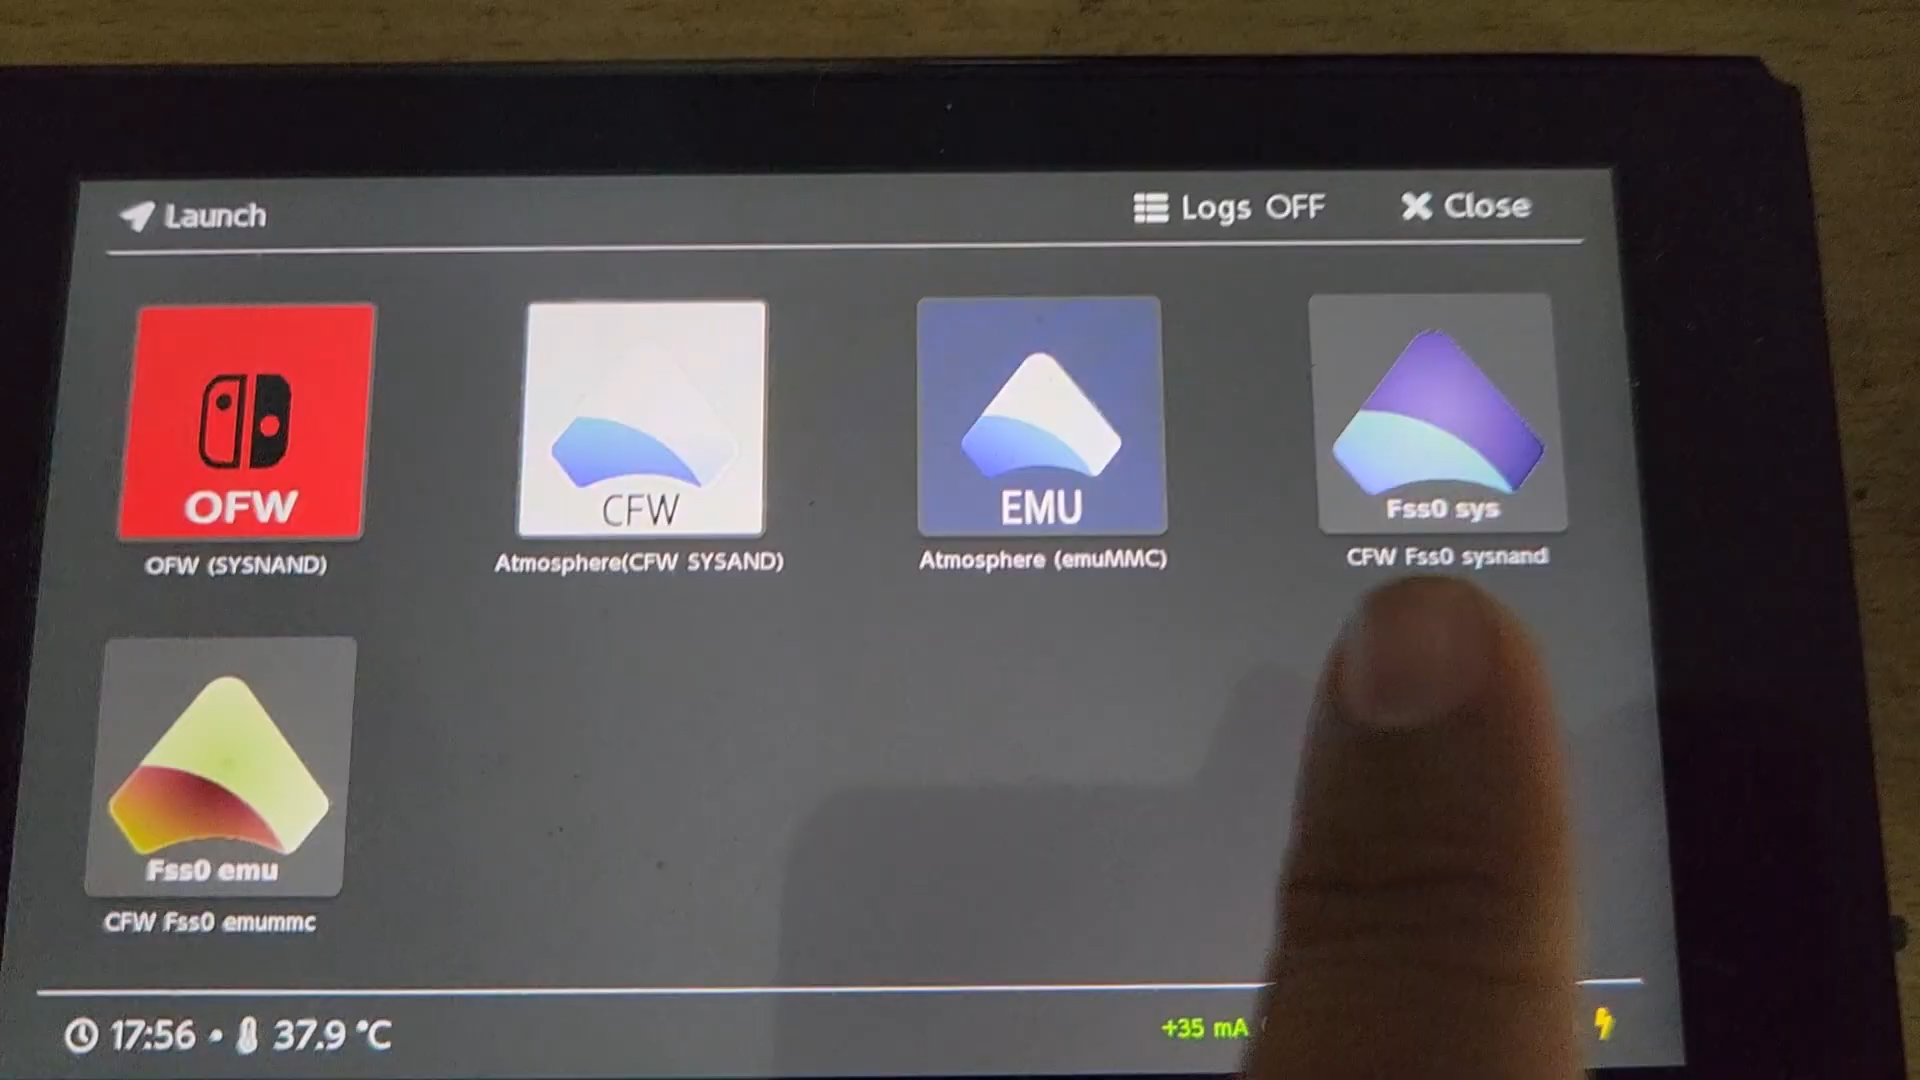 Launch
Logs OFF
Close
OFW
CFW
EMU
Fss0 sys
OFW (SYSNAND)
Atmosphere(CFW SYSAND)
Atmosphere (emuMMC)
CFW Fss0 sysnand
Fss0 emu
CFW Fss0 emummc
17:56 • 37.9 °C
+35 mA